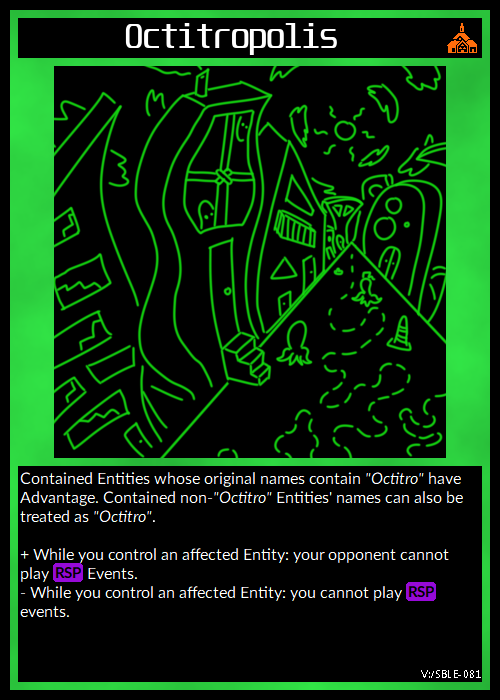 Octitropolis
Contained Entities whose original names contain "Octitro" have
Advantage. Contained non-"Octitro" Entities' names can also be
treated as "Octitro".
+ While you control an affected Entity: your opponent cannot
play RSP Events.
- While you control an affected Entity: you cannot play RSP
events.
V:/SBLE-081